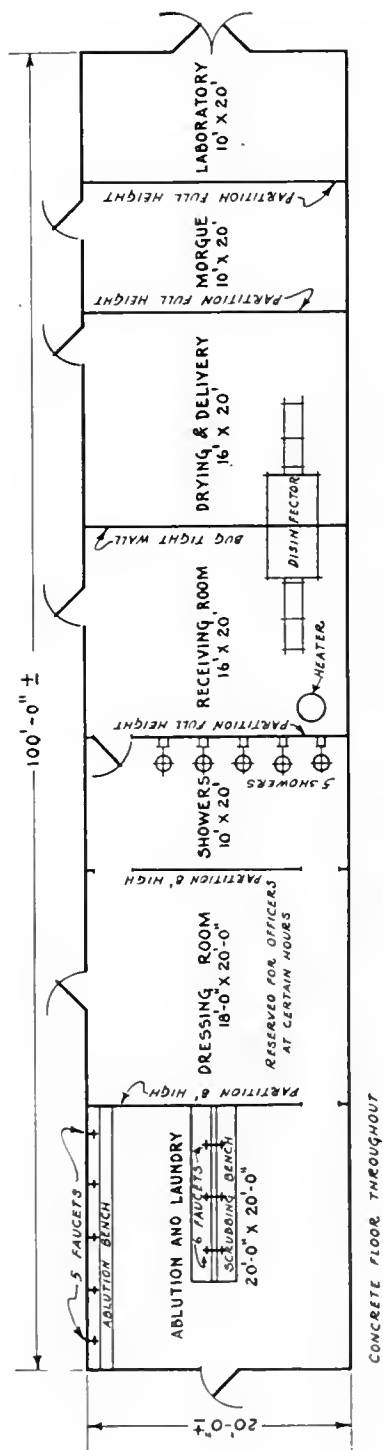 100'-0" ±
20'-0" ±
5 FAUCETS
ABLUTION BENCH
ABLUTION AND LAUNDRY
6 FAUCETS
SCRUBBING BENCH
20'-0" X 20'-0"
PARTITION 8' HIGH
DRESSING ROOM
18'-0" X 20'-0"
RESERVED FOR OFFICERS
AT CERTAIN HOURS
PARTITION 8' HIGH
SHOWERS
10' X 20'
5 SHOWERS
PARTITION FULL HEIGHT
RECEIVING ROOM
16' X 20'
HEATER
BUG TIGHT WALL
DISINFECTOR
DRYING & DELIVERY
16' X 20'
PARTITION FULL HEIGHT
MORGUE
10' X 20'
PARTITION FULL HEIGHT
LABORATORY
10' X 20'
CONCRETE FLOOR THROUGHOUT